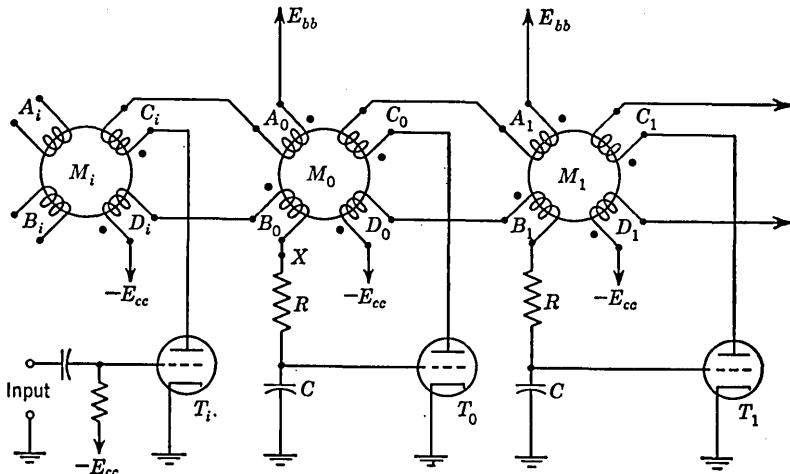 E_bb
E_bb
A_i
C_i
A_0
C_0
A_1
C_1
M_i
M_0
M_1
B_i
D_i
B_0
D_0
B_1
D_1
-E_cc
X
-E_cc
-E_cc
R
R
Input
C
C
T_i.
T_0
T_1
-E_cc